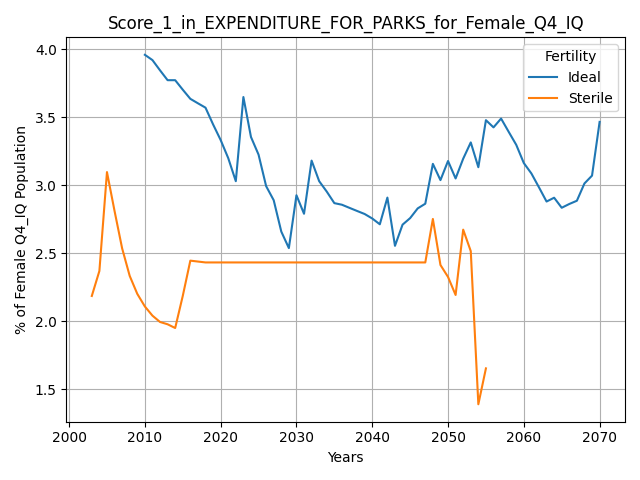 Score_1_in_EXPENDITURE_FOR_PARKS_for_Female_Q4_IQ
Fertility
Ideal
Sterile
% of Female Q4_IQ Population
4.0
3.5
3.0
2.5
2.0
1.5
2000 2010 2020 2030 2040 2050 2060 2070
Years